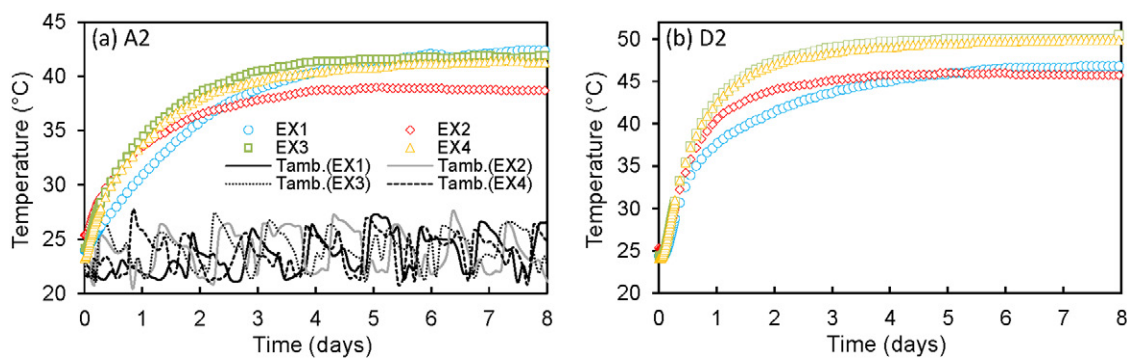 (a) A2
Temperature (°C)
45
40
35
30
25
20
EX1
EX2
EX3
EX4
Tamb.(EX1)
Tamb.(EX2)
Tamb.(EX3)
Tamb.(EX4)
0 1 2 3 4 5 6 7 8
Time (days)
(b) D2
Temperature (°C)
50
45
40
35
30
25
20
0 1 2 3 4 5 6 7 8
Time (days)